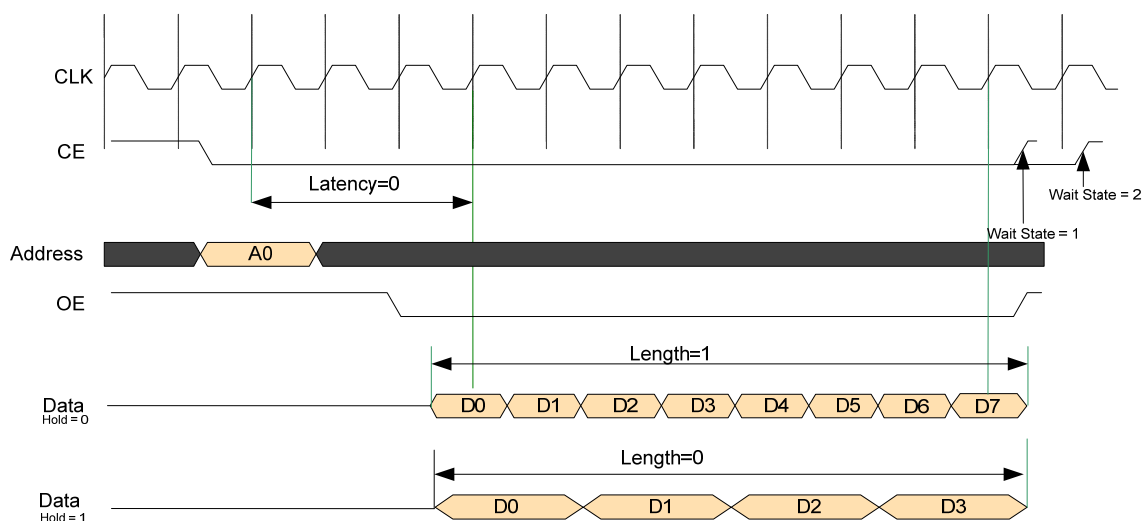 CLK
CE
Latency=0
Wait State = 2
Wait State = 1
Address
A0
OE
Length=1
Data
Hold = 0
D0 D1 D2 D3 D4 D5 D6 D7
Length=0
Data
Hold = 1
D0 D1 D2 D3